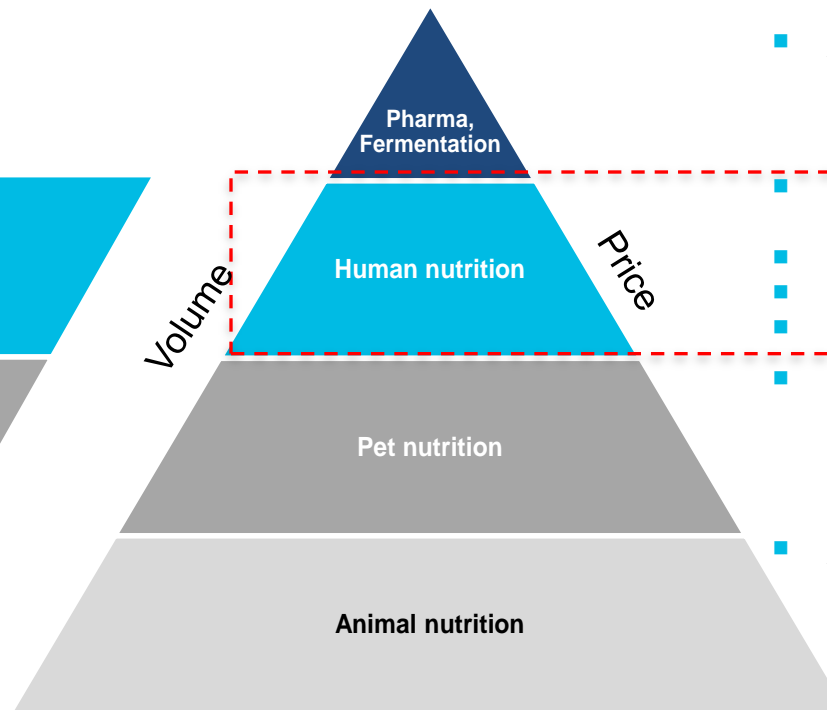 Pharma,
Fermentation
Human nutrition
Volume
Price
Pet nutrition
Animal nutrition